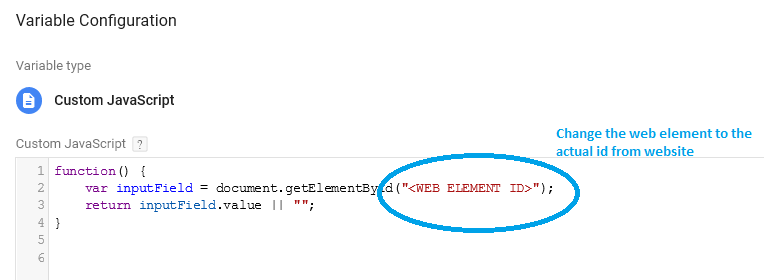 Variable Configuration
Variable type
Custom JavaScript
Custom JavaScript ?
Change the web element to the
actual id from website
1 function() {
2 var inputField = document.getElementById("<WEB ELEMENT ID>");
3 return inputField.value || "";
4 }
5
6